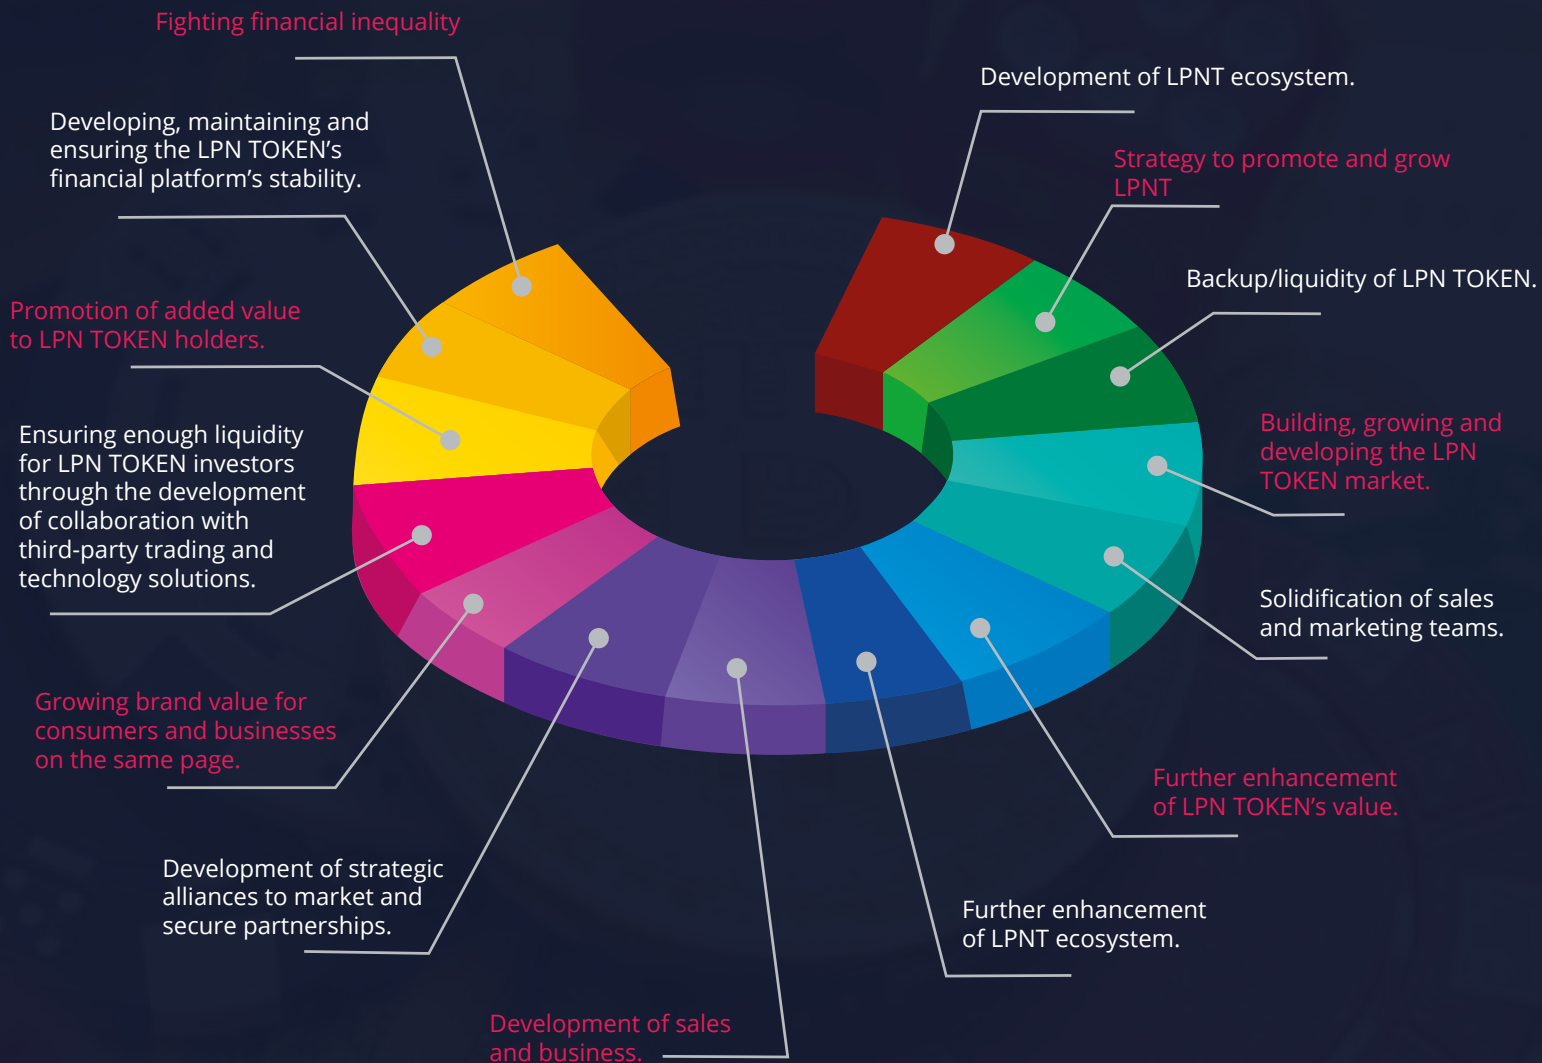 Fighting financial inequality
Developing, maintaining and
ensuring the LPN TOKEN’s
financial platform’s stability.
Promotion of added value
to LPN TOKEN holders.
Ensuring enough liquidity
for LPN TOKEN investors
through the development
of collaboration with
third-party trading and
technology solutions.
Growing brand value for
consumers and businesses
on the same page.
Development of strategic
alliances to market and
secure partnerships.
Development of sales
and business.
Development of LPNT ecosystem.
Strategy to promote and grow
LPNT
Backup/liquidity of LPN TOKEN.
Building, growing and
developing the LPN
TOKEN market.
Solidification of sales
and marketing teams.
Further enhancement
of LPN TOKEN’s value.
Further enhancement
of LPNT ecosystem.